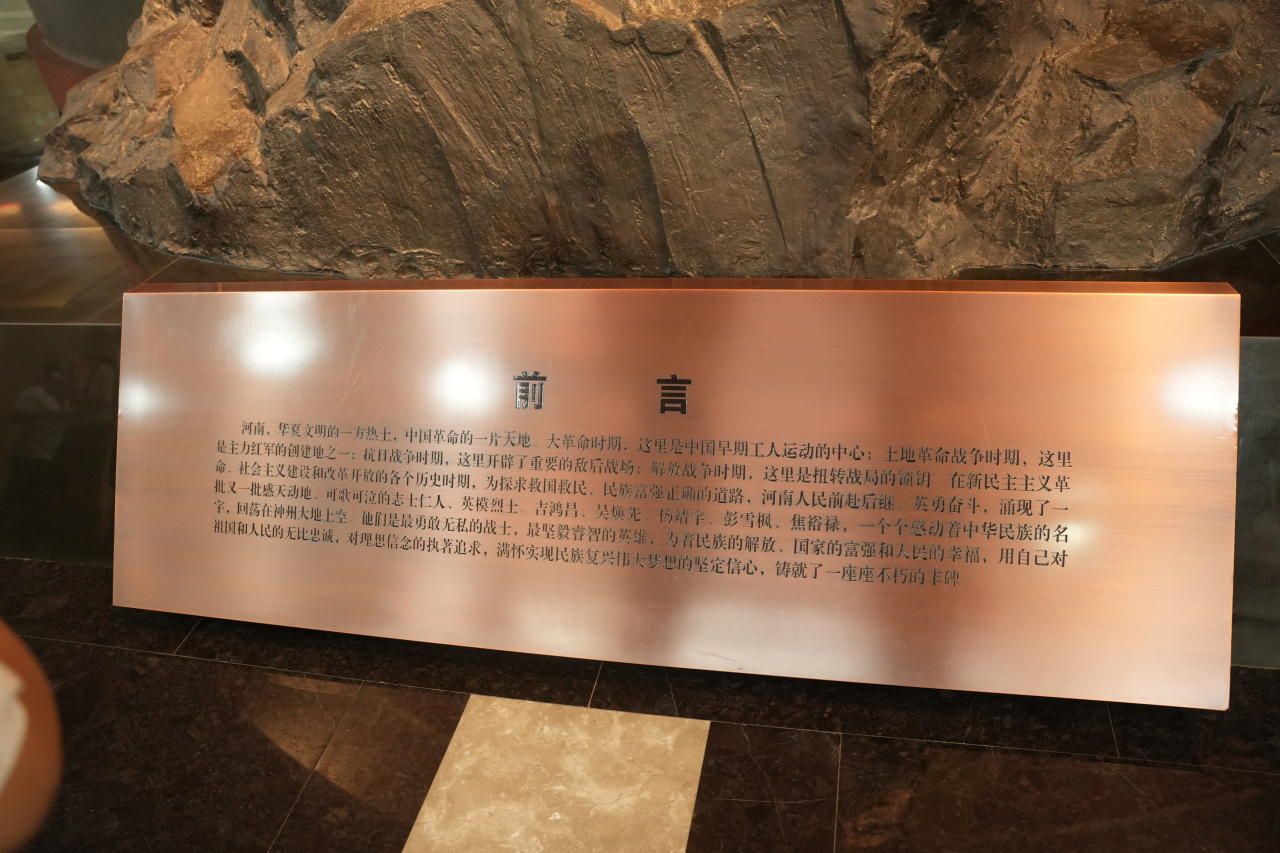 前 言
河南，华夏文明的一方热土，中国革命的一片天地。大革命时期，这里是中国早期工人运动的中心；土地革命战争时期，这里
是主力红军的创建地之一；抗日战争时期，这里开辟了重要的敌后战场；解放战争时期，这里是扭转战局的锁钥。在新民主主义革
命、社会主义建设和改革开放的各个历史时期，为探求救国救民、民族富强正确的道路，河南人民前赴后继、英勇奋斗，涌现了一
批又一批感天动地、可歌可泣的志士仁人、英模烈士。吉鸿昌、吴焕先、杨靖宇、彭雪枫、焦裕禄，一个个感动着中华民族的名
字，回荡在神州大地上空。他们是最勇敢无私的战士，最坚毅睿智的英雄，为着民族的解放、国家的富强和人民的幸福，用自己对
祖国和人民的无比忠诚，对理想信念的执著追求，满怀实现民族复兴伟大梦想的坚定信心，铸就了一座座不朽的丰碑。